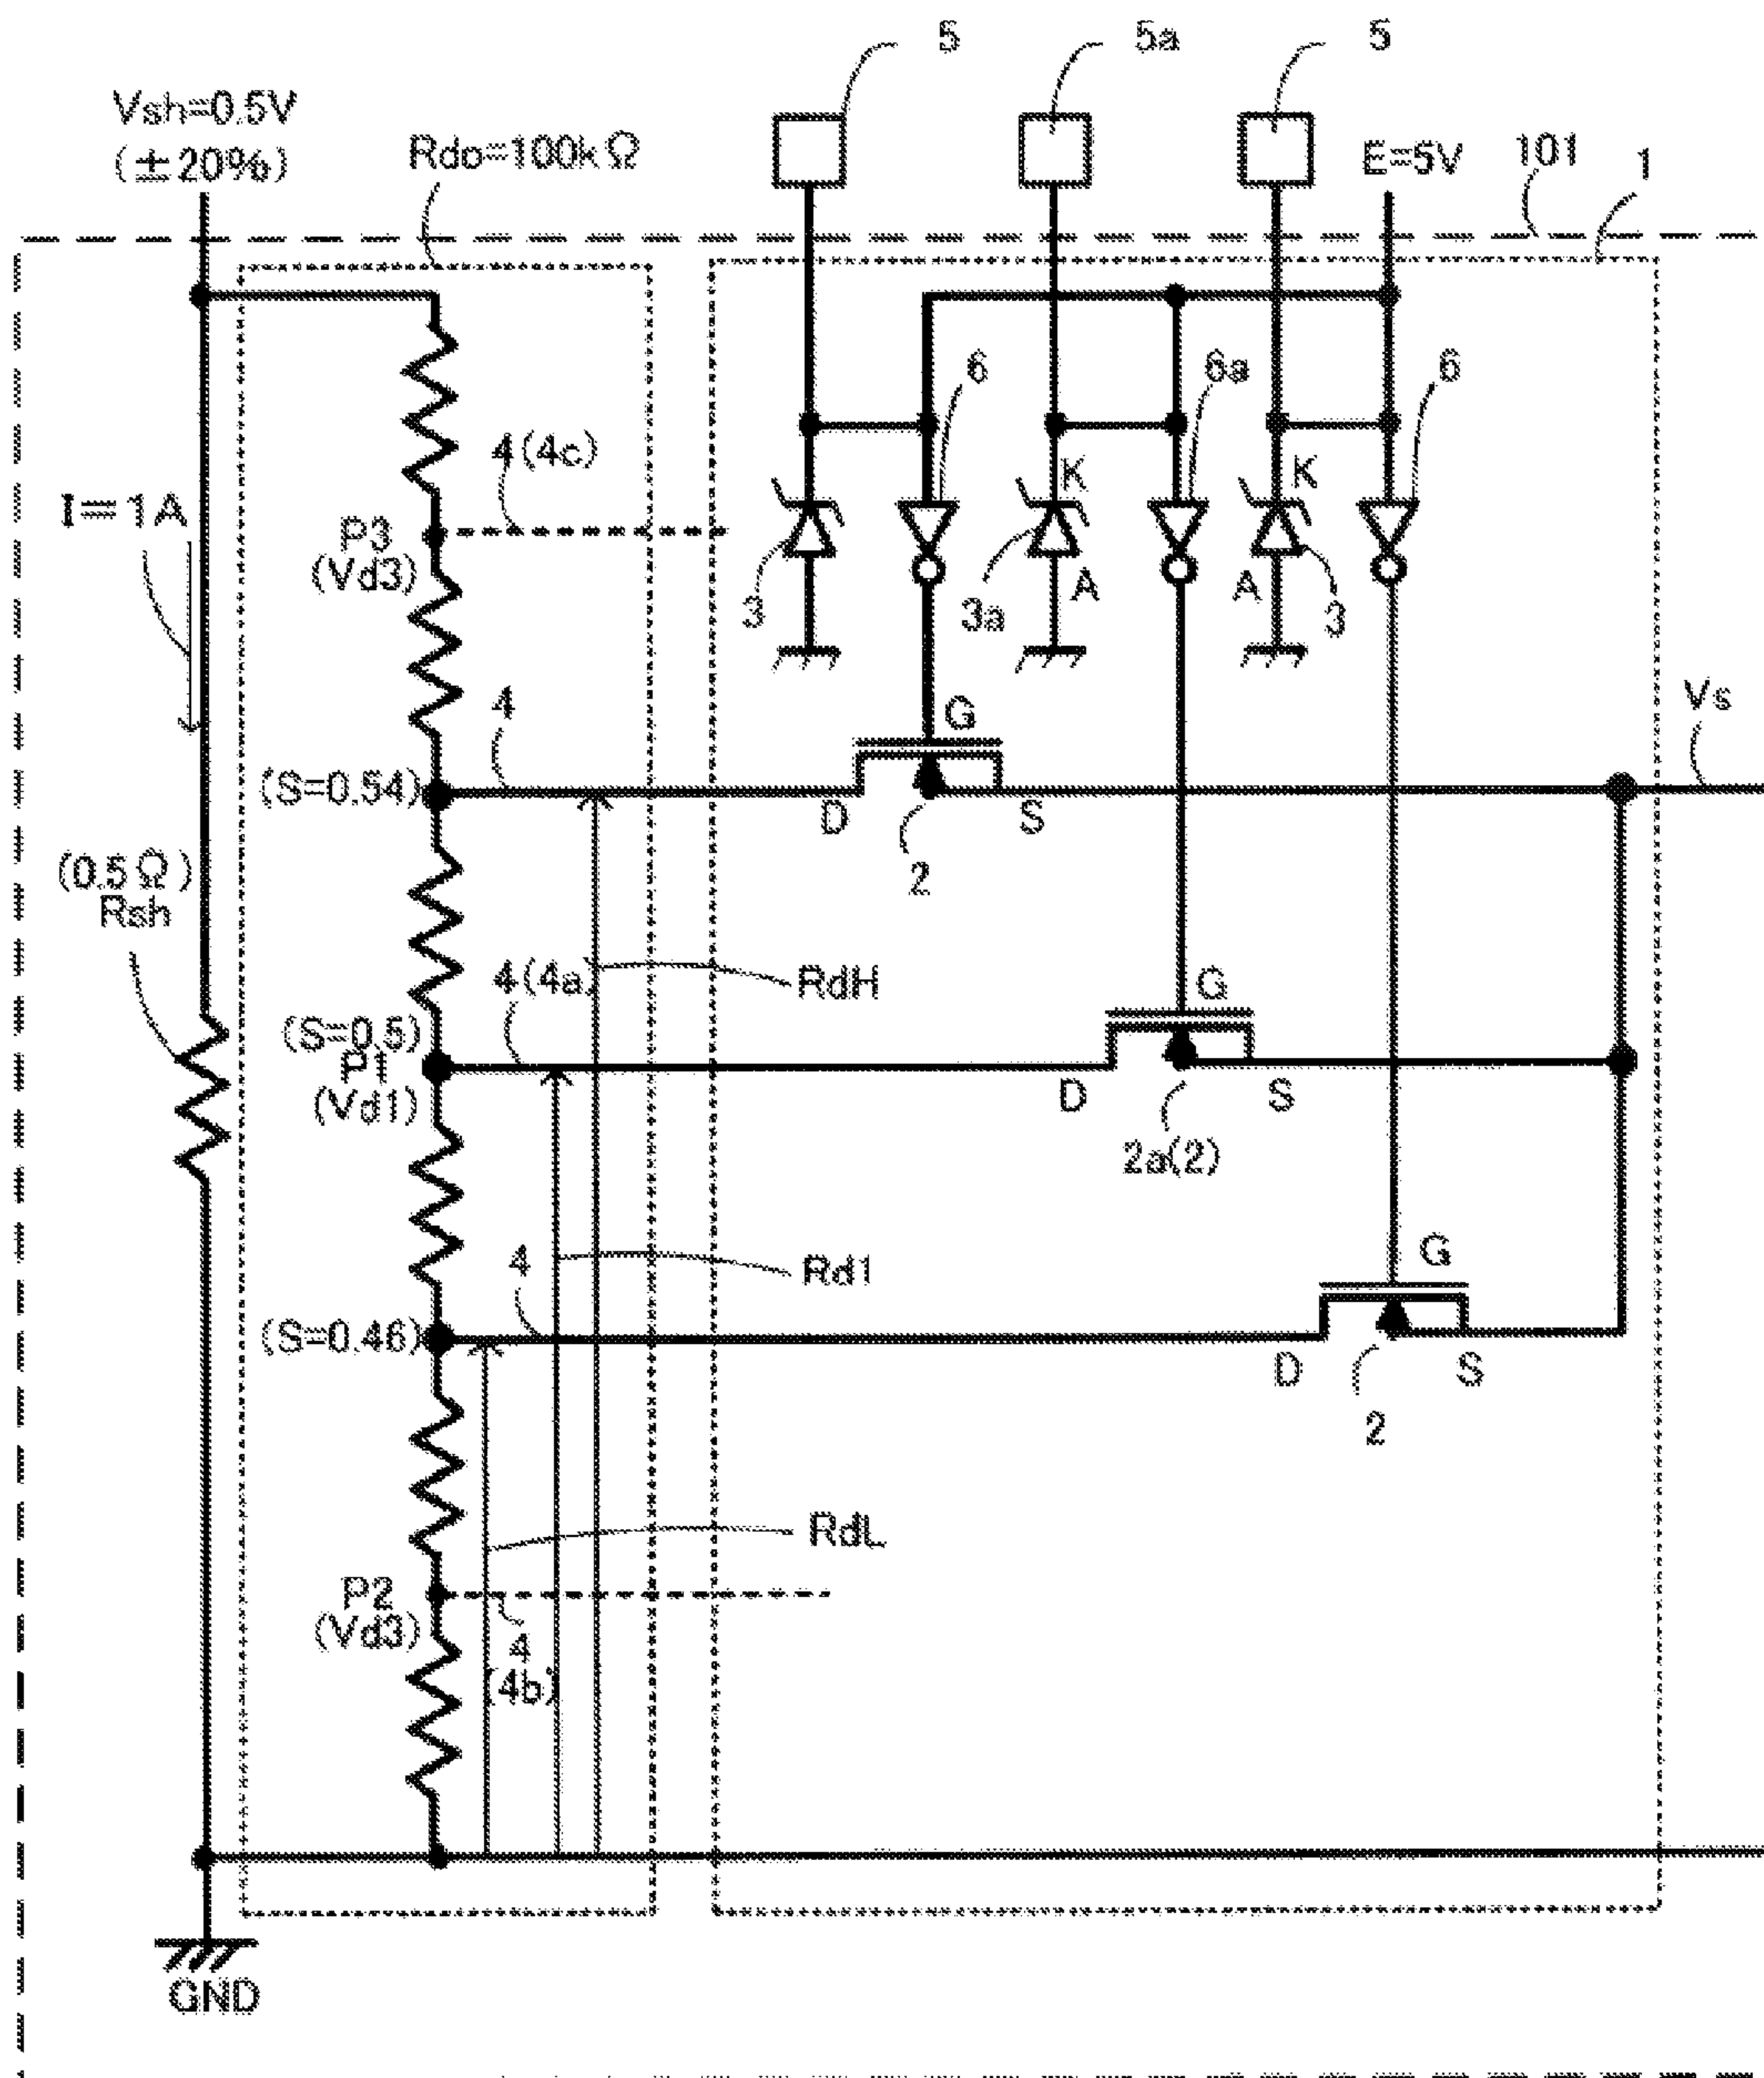 5
5a
5
Vsh=0.5V
(±20%)
Rdo=100kΩ
E=5V
101
1
6
6a
6
4(4c)
K
K
I=1A
P3
(Vd3)
3
3a
A
A
3
4
G
Vs
(S=0.54)
D
S
2
(0.5Ω)
Rsh
4(4a)
RdH
G
(S=0.5)
P1
(Vd1)
D
S
2a(2)
4
Rd1
G
(S=0.46)
D
S
2
RdL
P2
(Vd3)
4
(4b)
GND